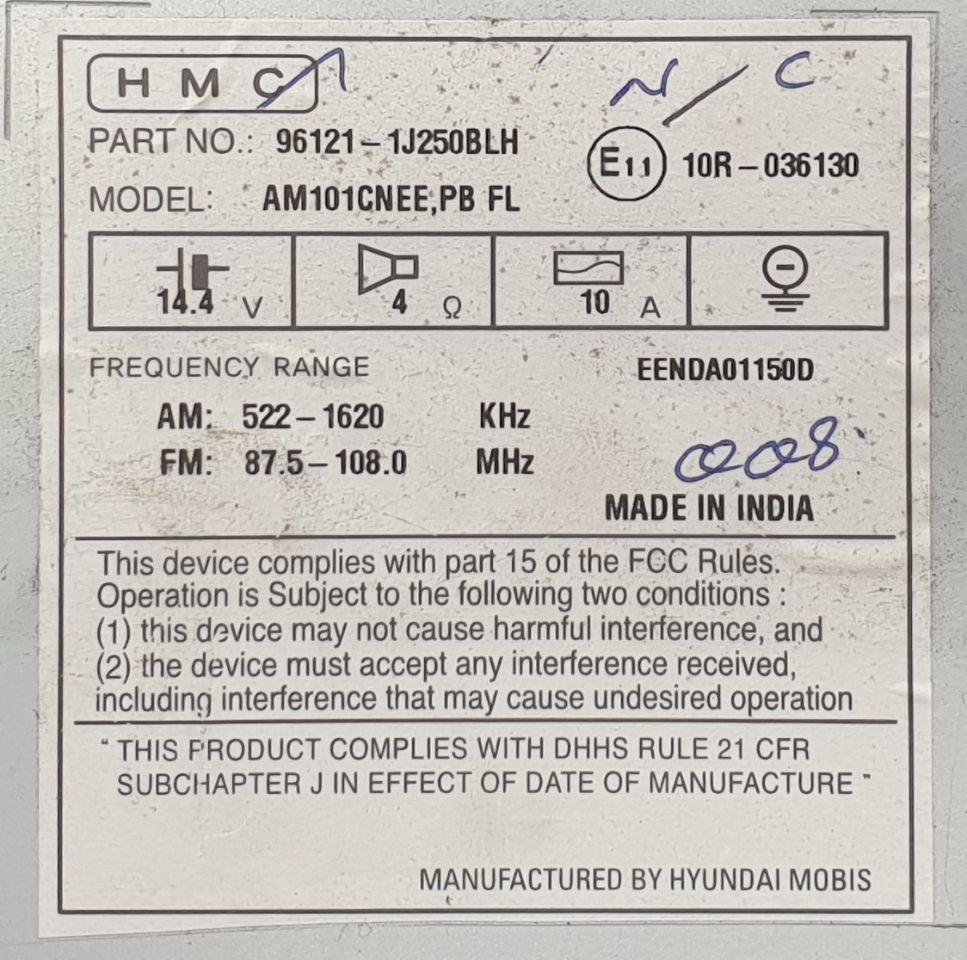 HMC
N/C
PART NO.: 96121-1J250BLH
E11 10R-036130
MODEL: AM101CNEE,PB FL
14.4 V 4 Ω 10 A
FREQUENCY RANGE EENDA01150D
AM: 522-1620 KHz
FM: 87.5-108.0 MHz
008
MADE IN INDIA
This device complies with part 15 of the FCC Rules.
Operation is Subject to the following two conditions :
(1) this device may not cause harmful interference, and
(2) the device must accept any interference received,
including interference that may cause undesired operation
" THIS PRODUCT COMPLIES WITH DHHS RULE 21 CFR
SUBCHAPTER J IN EFFECT OF DATE OF MANUFACTURE "
MANUFACTURED BY HYUNDAI MOBIS